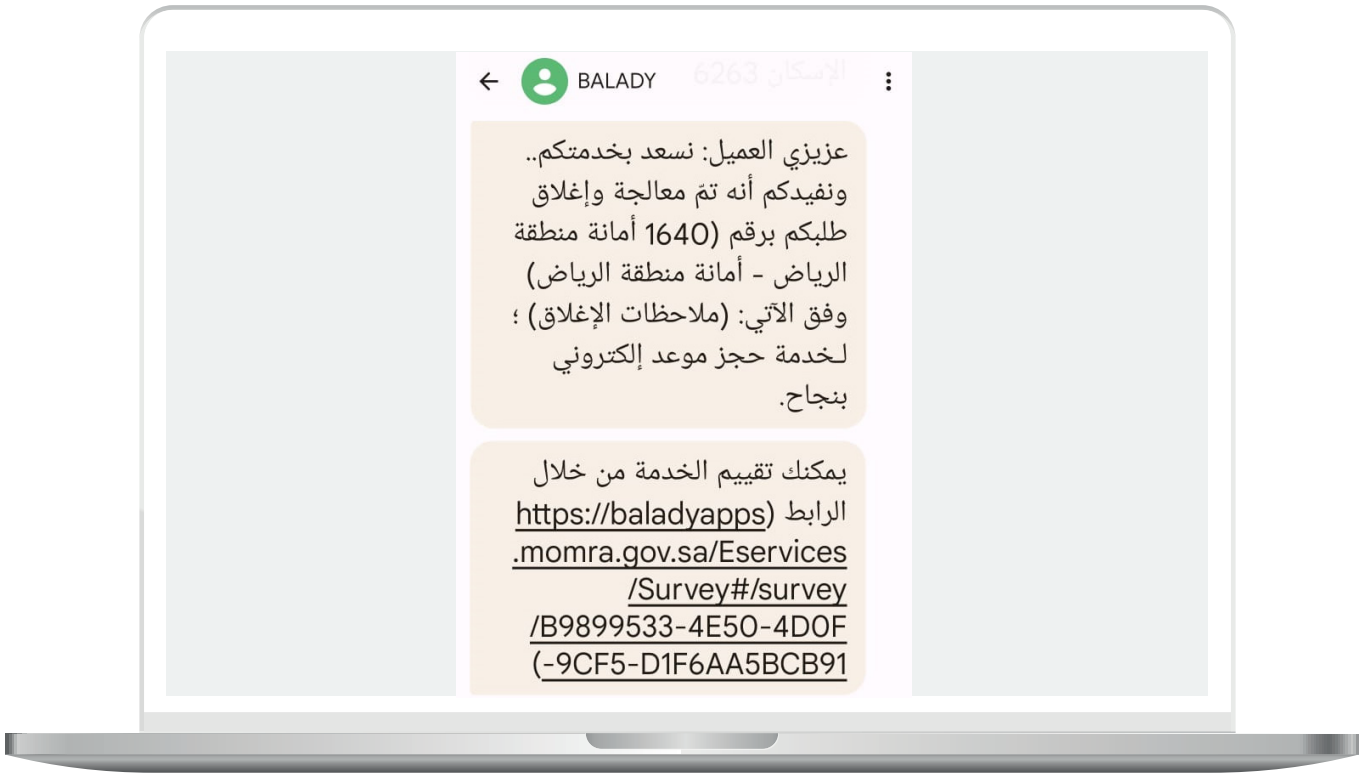 BALADY
الإسكان 6263
عزيزي العميل: نسعد بخدمتكم..
ونفيدكم أنه تمّ معالجة وإغلاق
طلبكم برقم (1640 أمانة منطقة
الرياض - أمانة منطقة الرياض)
وفق الآتي: (ملاحظات الإغلاق) ؛
لـخدمة حجز موعد إلكتروني
بنجاح.
يمكنك تقييم الخدمة من خلال
الرابط (https://baladyapps
.momra.gov.sa/Eservices
/Survey#/survey
/B9899533-4E50-4D0F
-9CF5-D1F6AA5BCB91)